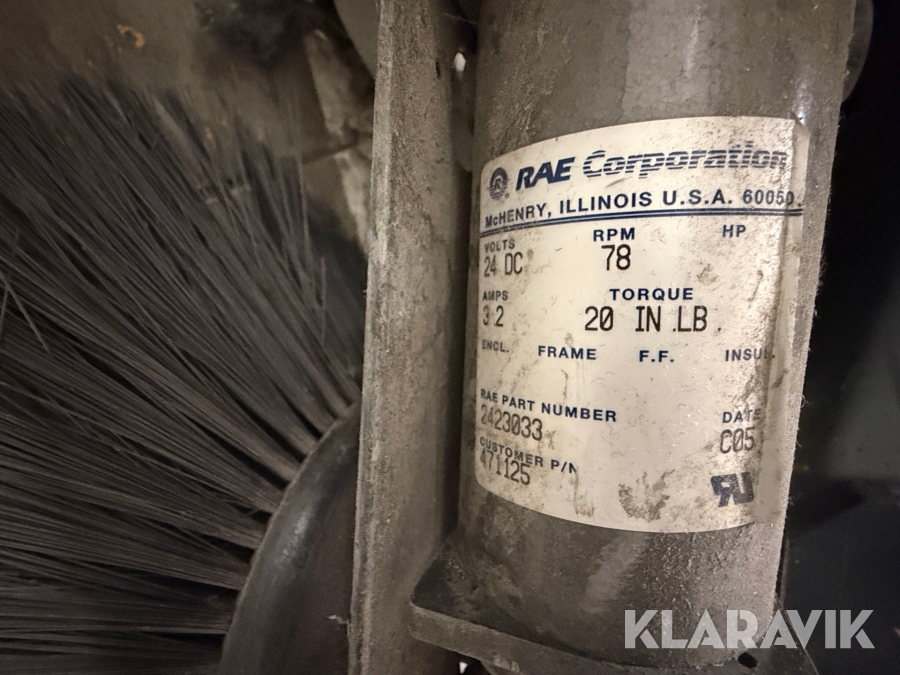 RAE Corporation
McHENRY, ILLINOIS U.S.A. 60050
VOLTS RPM HP
24 DC 78
AMPS TORQUE
3 2 20 IN.LB.
ENCL. FRAME F.F. INSUL.
RAE PART NUMBER DATE
2423033 C05
CUSTOMER P/N
471125
KLARAVIK